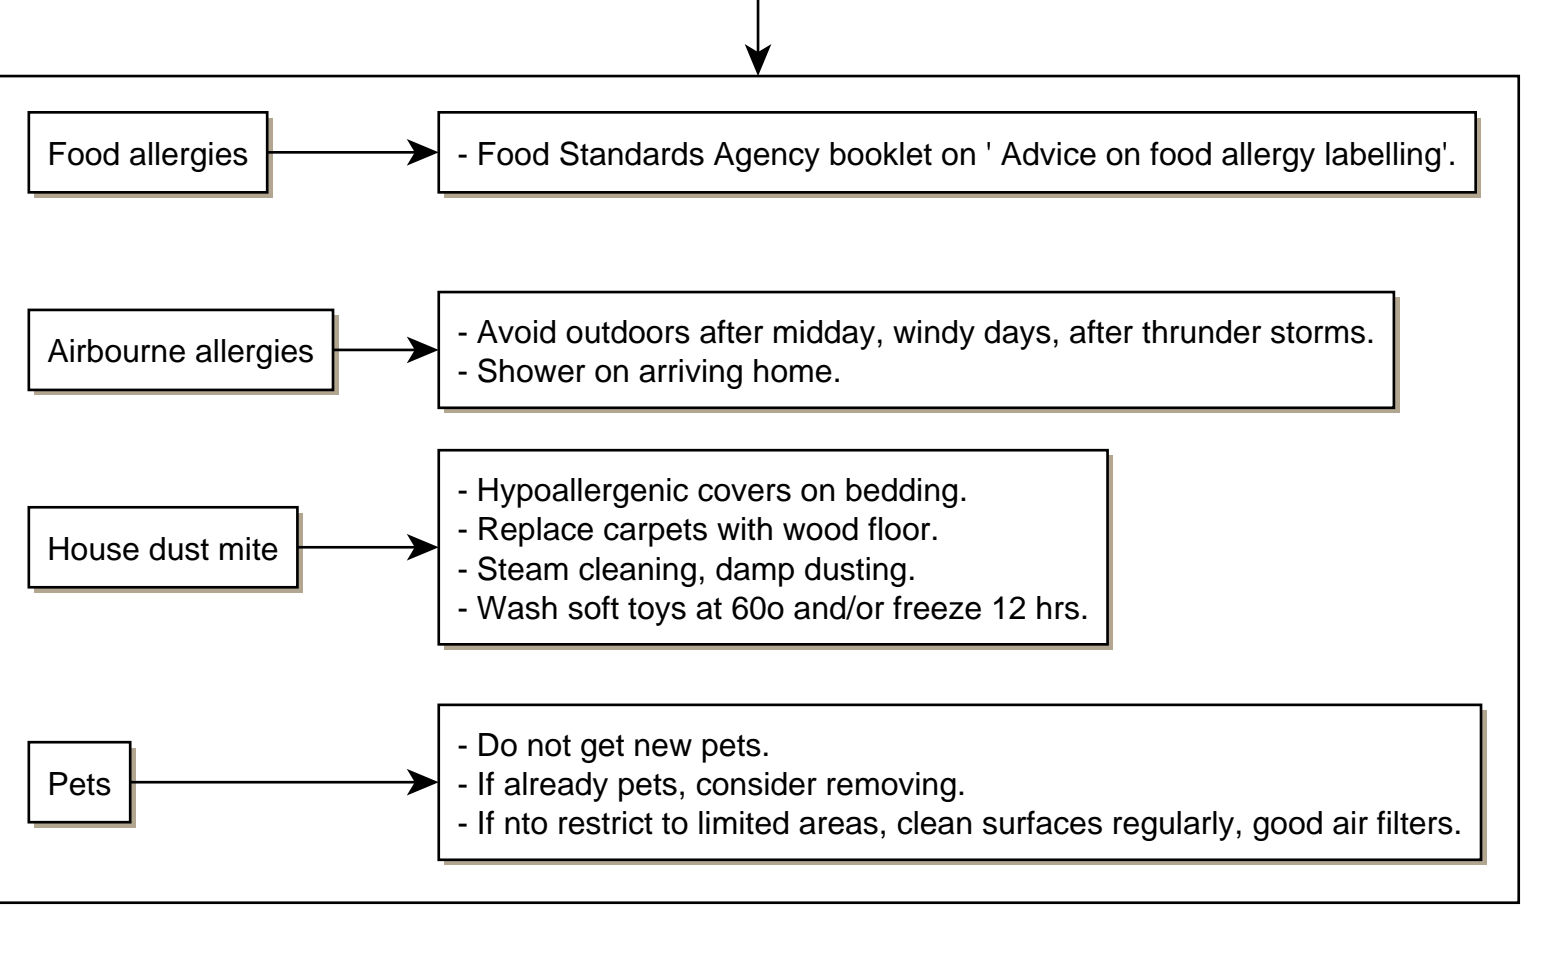 Food allergies
- Food Standards Agency booklet on ' Advice on food allergy labelling'.
Airbourne allergies
- Avoid outdoors after midday, windy days, after thrunder storms.
- Shower on arriving home.
House dust mite
- Hypoallergenic covers on bedding.
- Replace carpets with wood floor.
- Steam cleaning, damp dusting.
- Wash soft toys at 60o and/or freeze 12 hrs.
Pets
- Do not get new pets.
- If already pets, consider removing.
- If nto restrict to limited areas, clean surfaces regularly, good air filters.